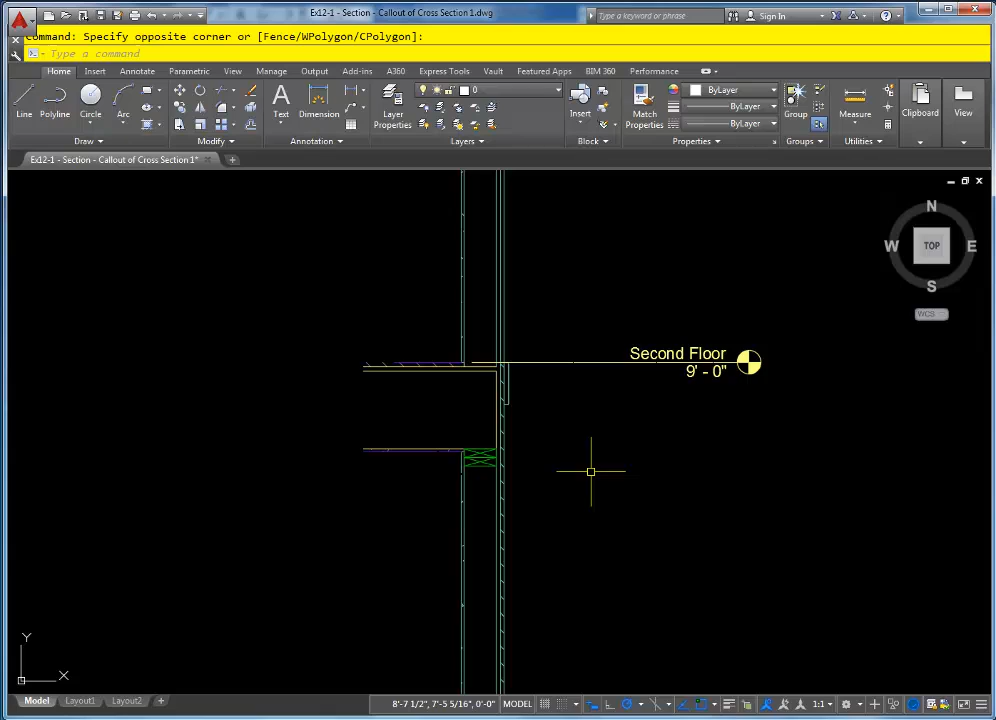 Ex12-1 - Section - Callout of Cross Section 1.dwg
Type a keyword or phrase
Sign In
Command: Specify opposite corner or [Fence/WPolygon/CPolygon]:
Type a command
Home Insert Annotate Parametric View Manage Output Add-ins A360 Express Tools Vault Featured Apps BIM 360 Performance
Line Polyline Circle Arc
Draw
Modify
A
Text Dimension
Annotation
Layer Properties
0
Layers
Insert
Block
Match Properties
ByLayer
ByLayer
ByLayer
Properties
Group
Groups
Measure
Utilities
Clipboard
View
Ex12-1 - Section - Callout of Cross Section 1*
N
W TOP E
S
WCS
Second Floor
9' - 0"
Y
X
Model Layout1 Layout2
8'-7 1/2", 7'-5 5/16", 0'-0" MODEL 1:1